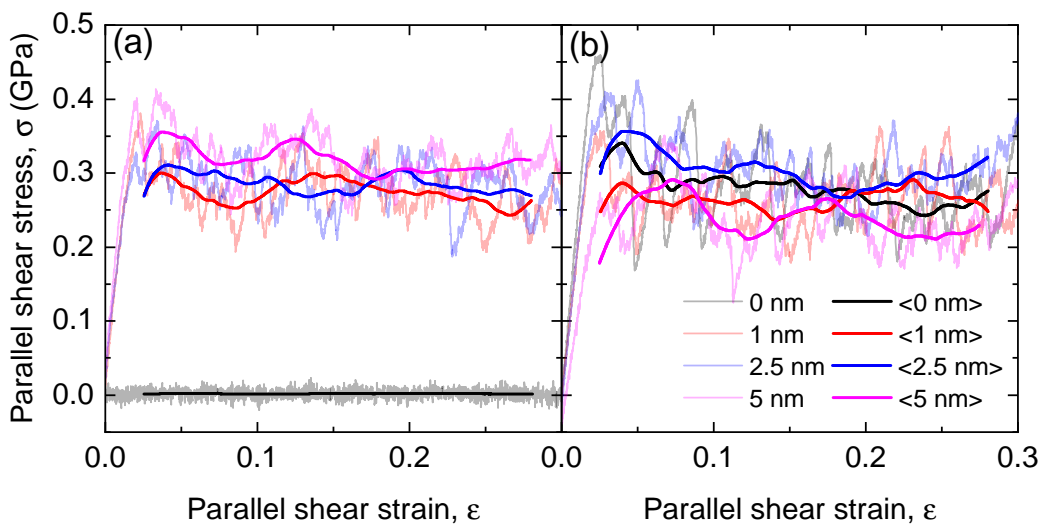 (a)
(b)
Parallel shear stress, σ (GPa)
0.5
0.4
0.3
0.2
0.1
0.0
0 nm
<0 nm>
1 nm
<1 nm>
2.5 nm
<2.5 nm>
5 nm
<5 nm>
0.0
0.1
0.2
0.0
0.1
0.2
0.3
Parallel shear strain, ε
Parallel shear strain, ε